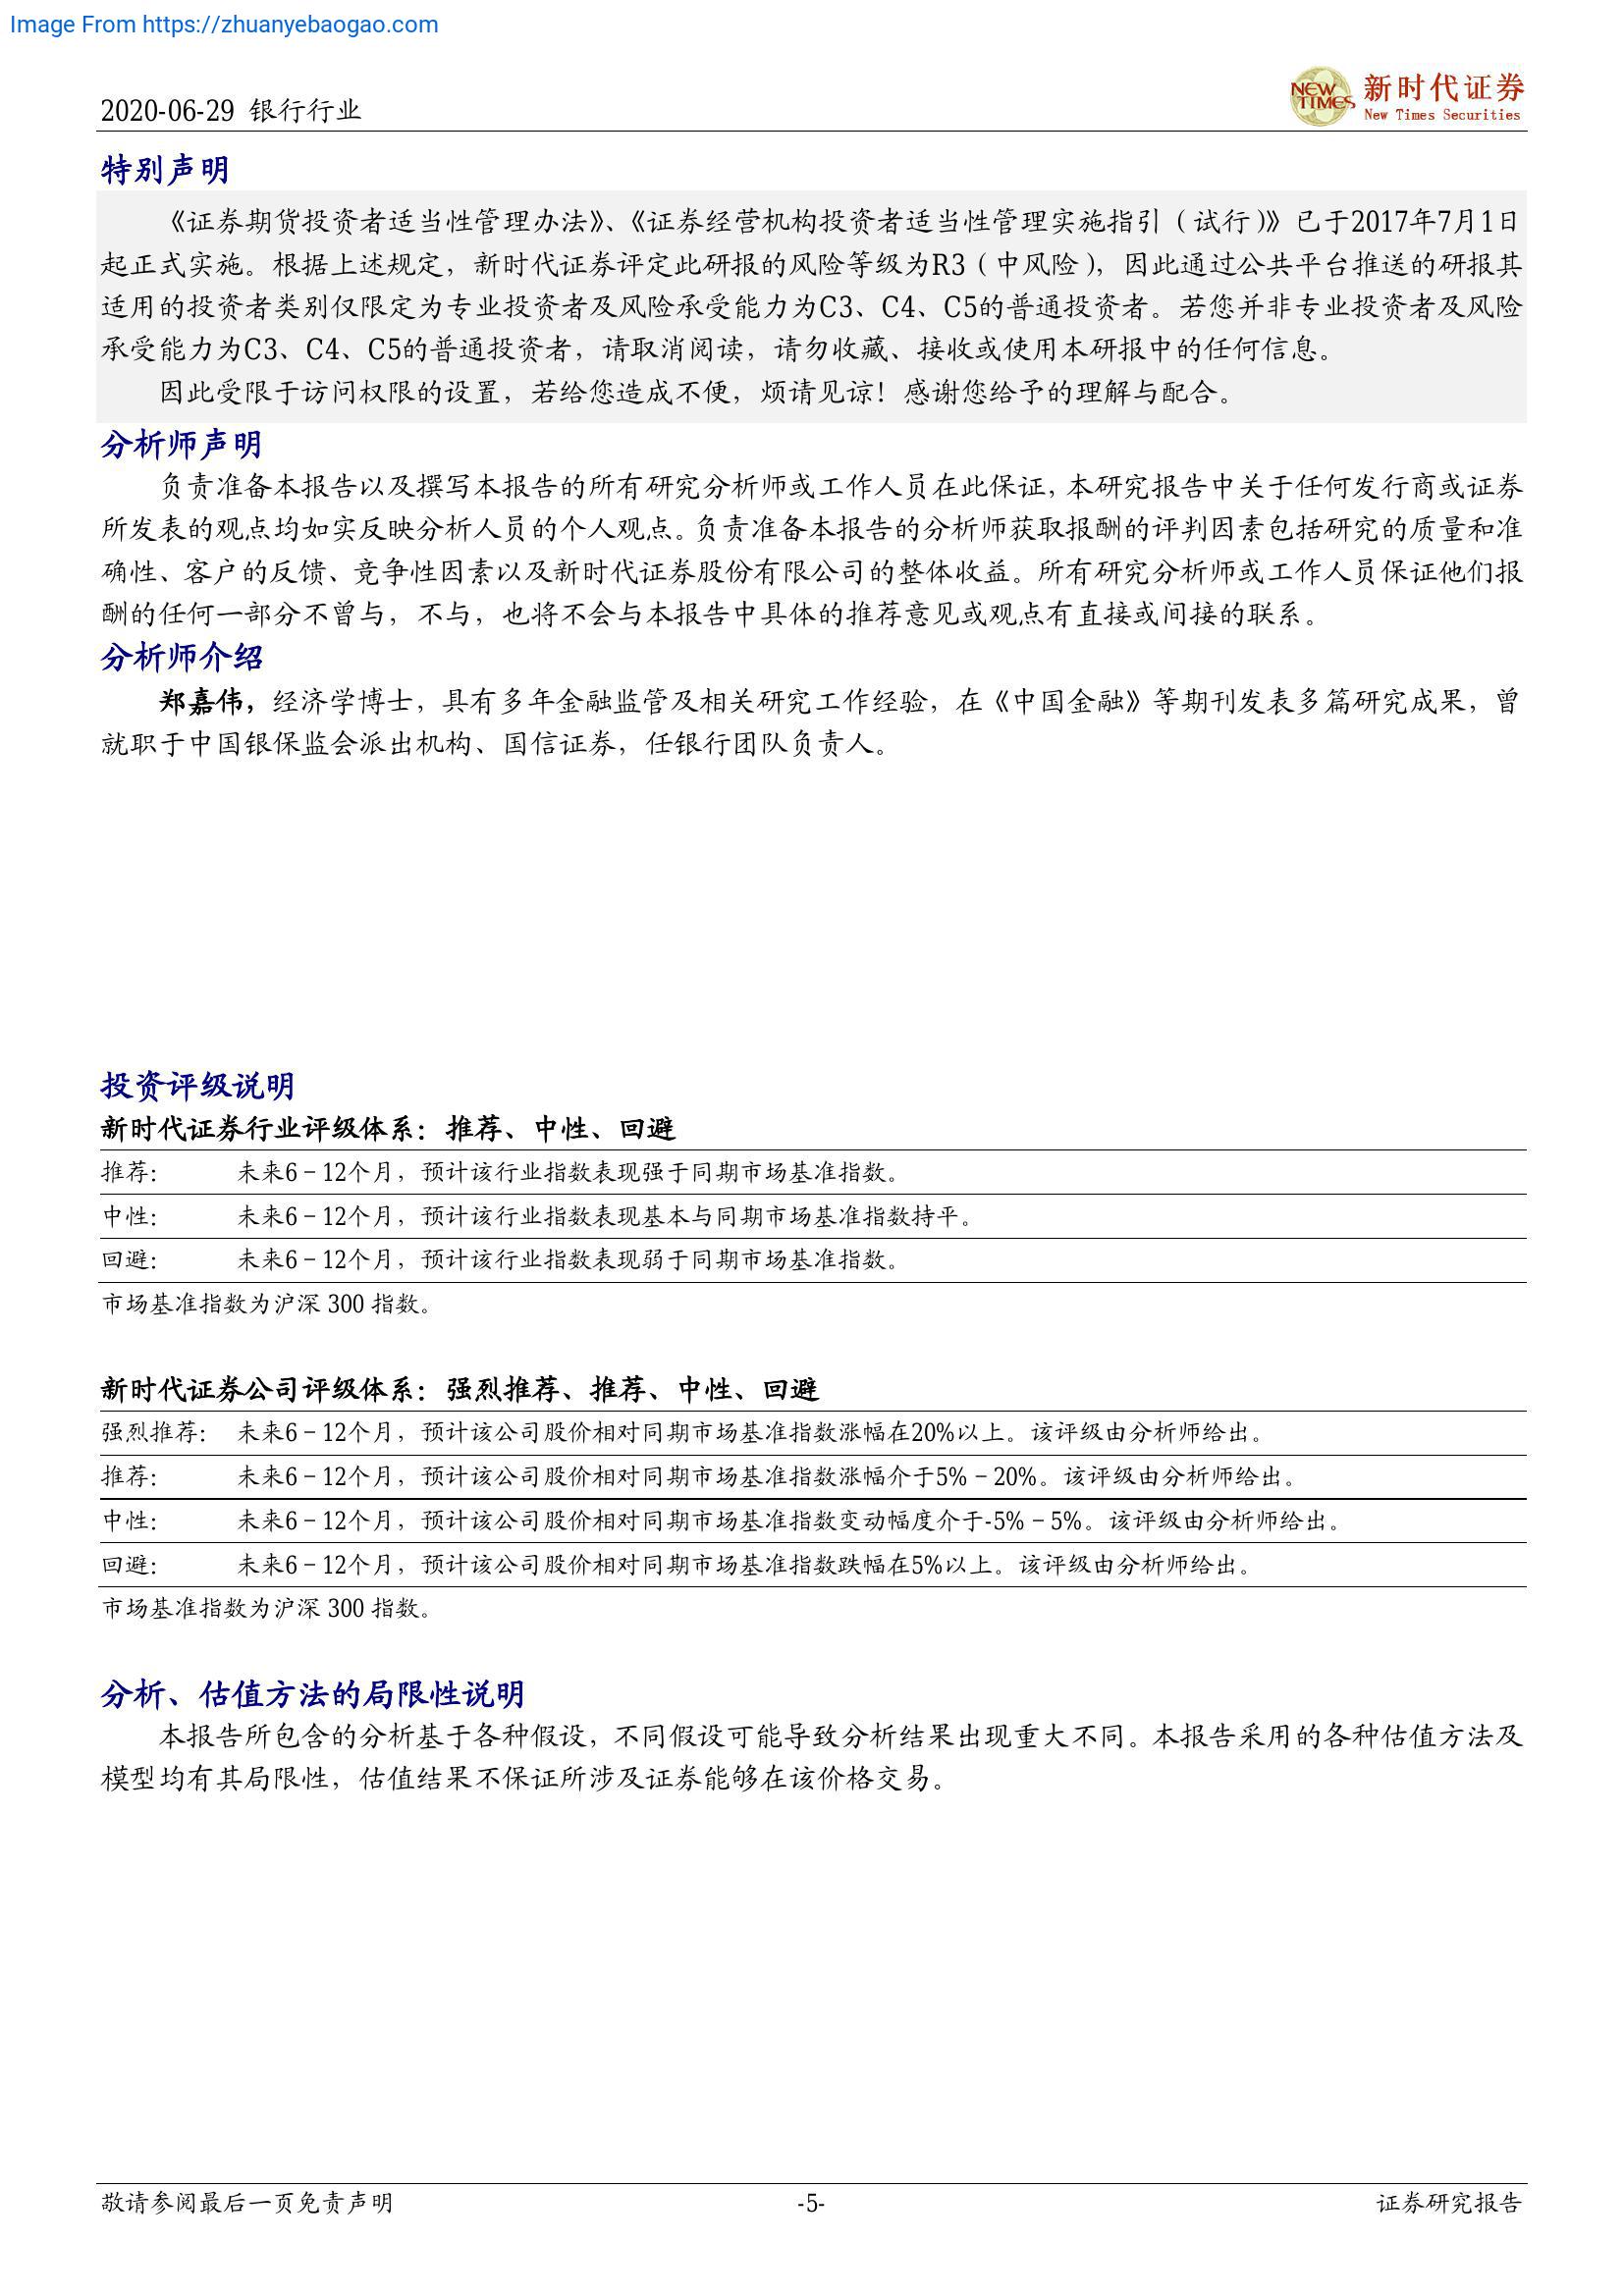 Image From https://zhuanyebaogao.com
2020-06-29 银行行业
NEW TIMES
新时代证券
New Times Securities
特别声明
《证券期货投资者适当性管理办法》、《证券经营机构投资者适当性管理实施指引（试行）》已于2017年7月1日
起正式实施。根据上述规定，新时代证券评定此研报的风险等级为R3（中风险），因此通过公共平台推送的研报其
适用的投资者类别仅限定为专业投资者及风险承受能力为C3、C4、C5的普通投资者。若您并非专业投资者及风险
承受能力为C3、C4、C5的普通投资者，请取消阅读，请勿收藏、接收或使用本研报中的任何信息。
因此受限于访问权限的设置，若给您造成不便，烦请见谅！感谢您给予的理解与配合。
分析师声明
负责准备本报告以及撰写本报告的所有研究分析师或工作人员在此保证，本研究报告中关于任何发行商或证券
所发表的观点均如实反映分析人员的个人观点。负责准备本报告的分析师获取报酬的评判因素包括研究的质量和准
确性、客户的反馈、竞争性因素以及新时代证券股份有限公司的整体收益。所有研究分析师或工作人员保证他们报
酬的任何一部分不曾与，不与，也将不会与本报告中具体的推荐意见或观点有直接或间接的联系。
分析师介绍
郑嘉伟，经济学博士，具有多年金融监管及相关研究工作经验，在《中国金融》等期刊发表多篇研究成果，曾
就职于中国银保监会派出机构、国信证券，任银行团队负责人。
投资评级说明
新时代证券行业评级体系：推荐、中性、回避
推荐： 未来6－12个月，预计该行业指数表现强于同期市场基准指数。
中性： 未来6－12个月，预计该行业指数表现基本与同期市场基准指数持平。
回避： 未来6－12个月，预计该行业指数表现弱于同期市场基准指数。
市场基准指数为沪深 300 指数。
新时代证券公司评级体系：强烈推荐、推荐、中性、回避
强烈推荐： 未来6－12个月，预计该公司股价相对同期市场基准指数涨幅在20%以上。该评级由分析师给出。
推荐： 未来6－12个月，预计该公司股价相对同期市场基准指数涨幅介于5%－20%。该评级由分析师给出。
中性： 未来6－12个月，预计该公司股价相对同期市场基准指数变动幅度介于-5%－5%。该评级由分析师给出。
回避： 未来6－12个月，预计该公司股价相对同期市场基准指数跌幅在5%以上。该评级由分析师给出。
市场基准指数为沪深 300 指数。
分析、估值方法的局限性说明
本报告所包含的分析基于各种假设，不同假设可能导致分析结果出现重大不同。本报告采用的各种估值方法及
模型均有其局限性，估值结果不保证所涉及证券能够在该价格交易。
敬请参阅最后一页免责声明 -5- 证券研究报告